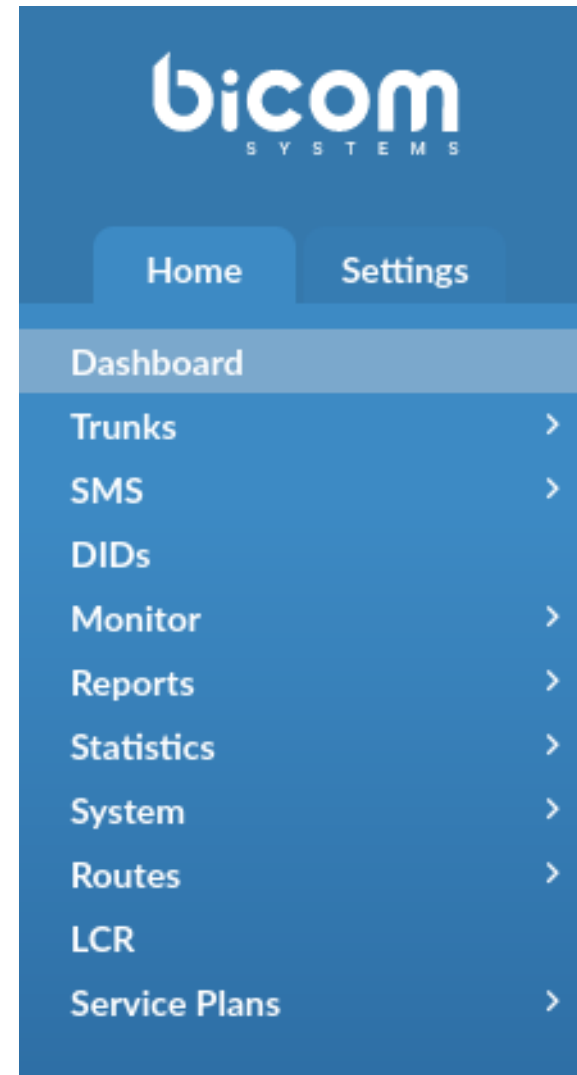 bicom
SYSTEMS
Home Settings
Dashboard
Trunks
SMS
DIDs
Monitor
Reports
Statistics
System
Routes
LCR
Service Plans